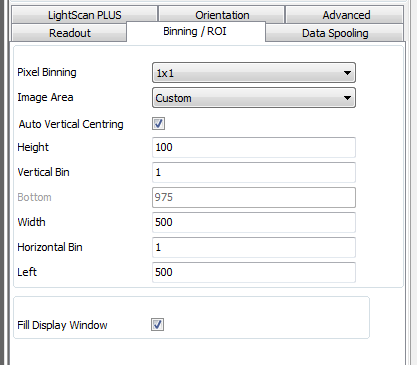 LightScan PLUS Orientation Advanced
Readout Binning / ROI Data Spooling
Pixel Binning 1x1
Image Area Custom
Auto Vertical Centring
Height 100
Vertical Bin 1
Bottom 975
Width 500
Horizontal Bin 1
Left 500
Fill Display Window